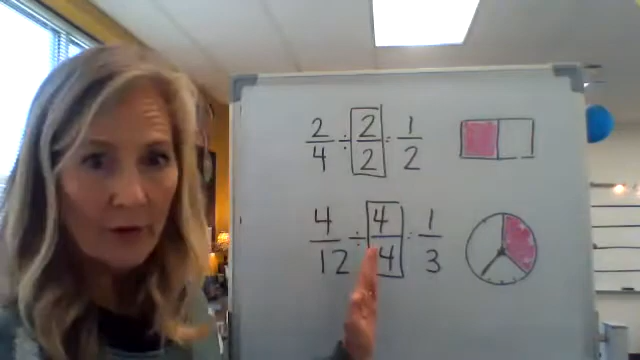 2/4 ÷ 2/2 = 1/2
4/12 ÷ 4/4 = 1/3